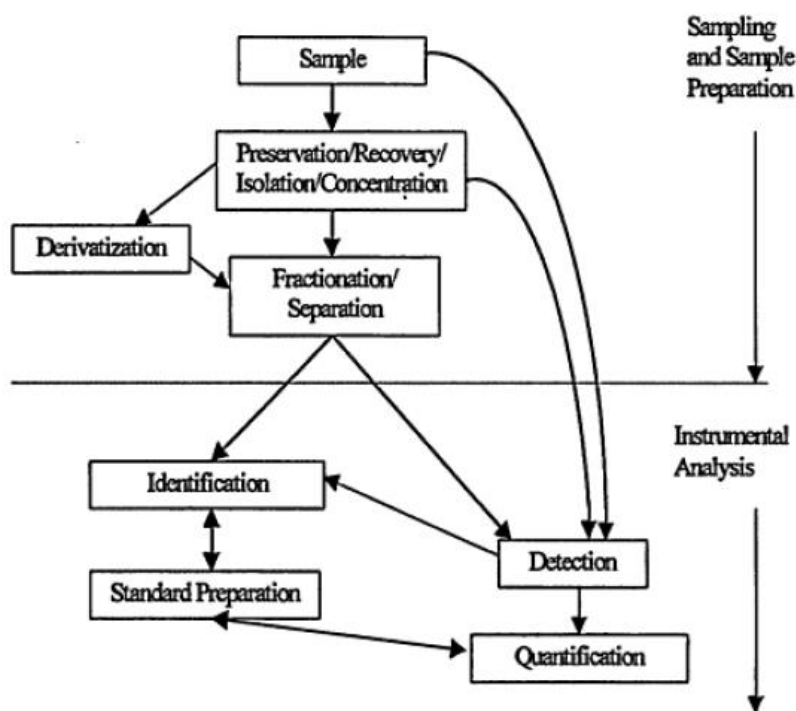 Sampling
and Sample
Preparation
Sample
Preservation/Recovery/
Isolation/Concentration
Derivatization
Fractionation/
Separation
Instrumental
Analysis
Identification
Detection
Standard Preparation
Quantification